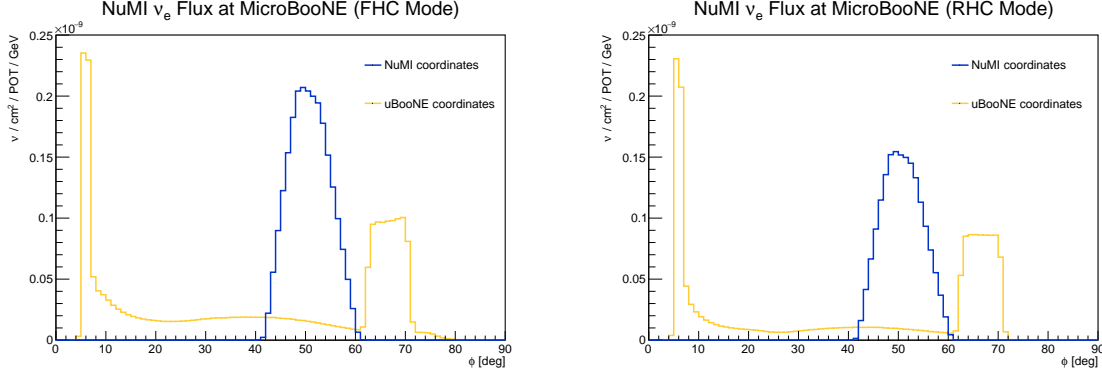 NuMI νe Flux at MicroBooNE (FHC Mode)
×10⁻⁹
ν / cm² / POT / GeV
0.25
0.2
0.15
0.1
0.05
0
NuMI coordinates
uBooNE coordinates
0 10 20 30 40 50 60 70 80 90
ϕ [deg]
NuMI νe Flux at MicroBooNE (RHC Mode)
×10⁻⁹
ν / cm² / POT / GeV
0.25
0.2
0.15
0.1
0.05
0
NuMI coordinates
uBooNE coordinates
0 10 20 30 40 50 60 70 80 90
ϕ [deg]